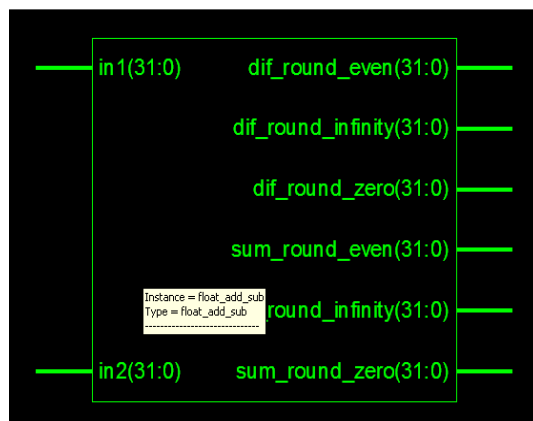 in1(31:0) dif_round_even(31:0)
dif_round_infinity(31:0)
dif_round_zero(31:0)
sum_round_even(31:0)
Instance = float_add_sub
Type = float_add_sub
----------------------------
_round_infinity(31:0)
in2(31:0) sum_round_zero(31:0)